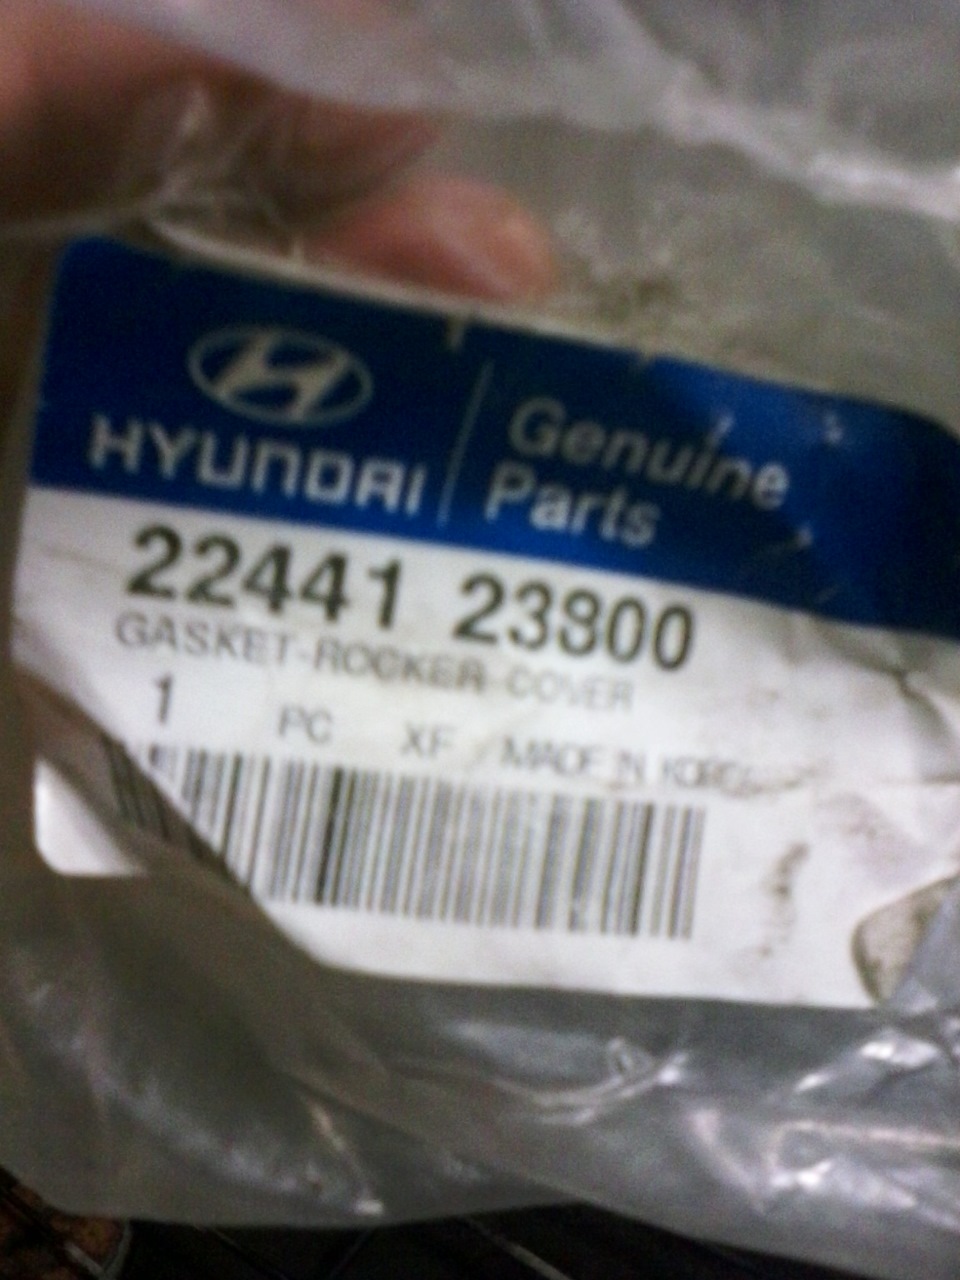 HYUNDAI
Genuine
Parts
22441 23800
GASKET-ROCKER COVER
1 PC XF MADE IN KOREA